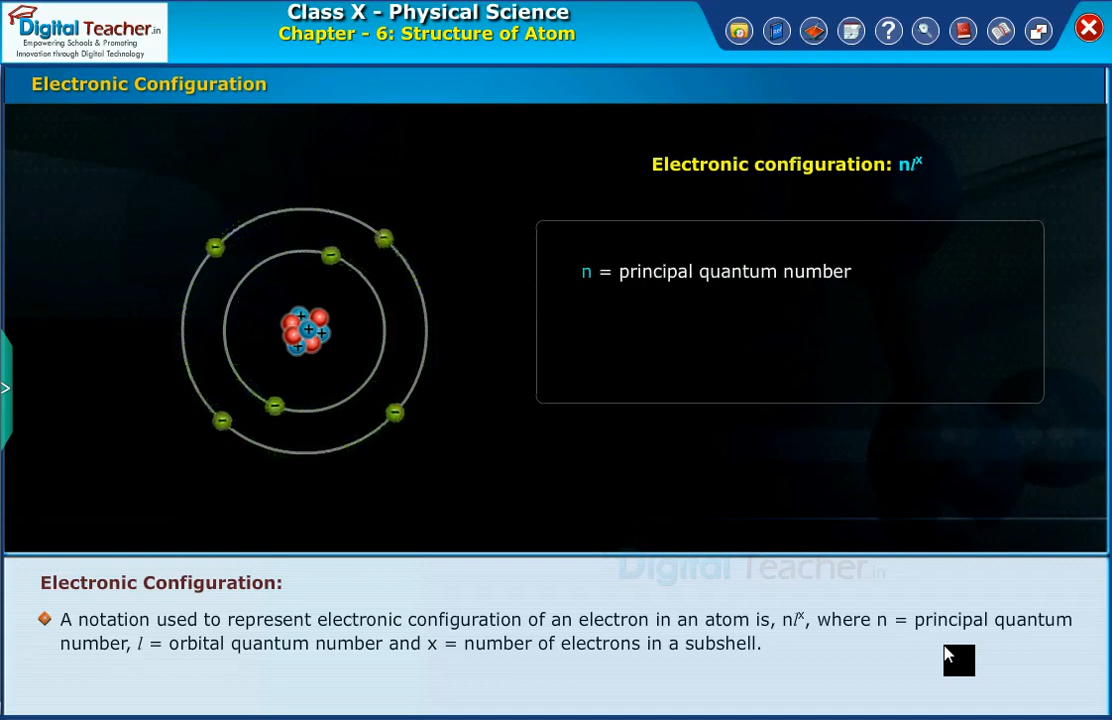 Digital Teacher.in
Empowering Schools & Promoting
Innovation through Digital Technology
Class X - Physical Science
Chapter - 6: Structure of Atom
Electronic Configuration
Electronic configuration: nlˣ
n = principal quantum number
Digital Teacher.in
Electronic Configuration:
A notation used to represent electronic configuration of an electron in an atom is, nlˣ, where n = principal quantum
number, l = orbital quantum number and x = number of electrons in a subshell.